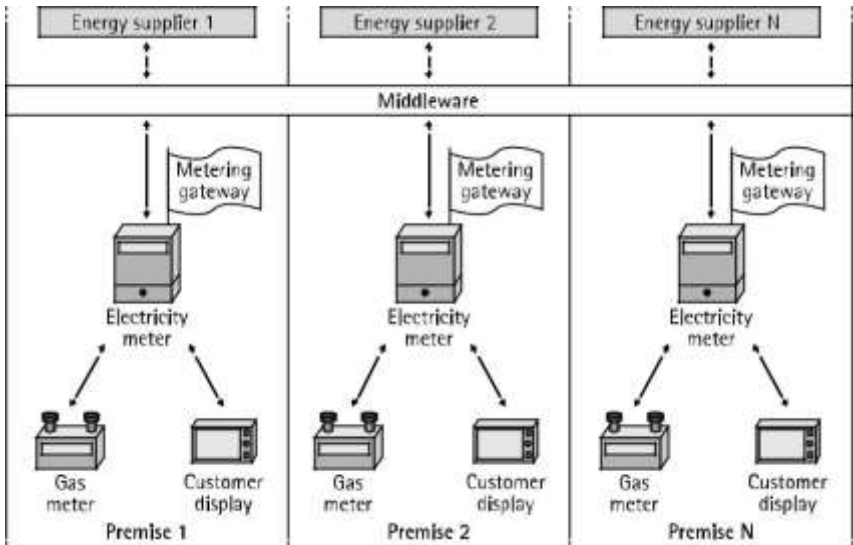 Energy supplier 1
Energy supplier 2
Energy supplier N
Middleware
Metering
gateway
Metering
gateway
Metering
gateway
Electricity
meter
Electricity
meter
Electricity
meter
Gas
meter
Customer
display
Gas
meter
Customer
display
Gas
meter
Customer
display
Premise 1
Premise 2
Premise N